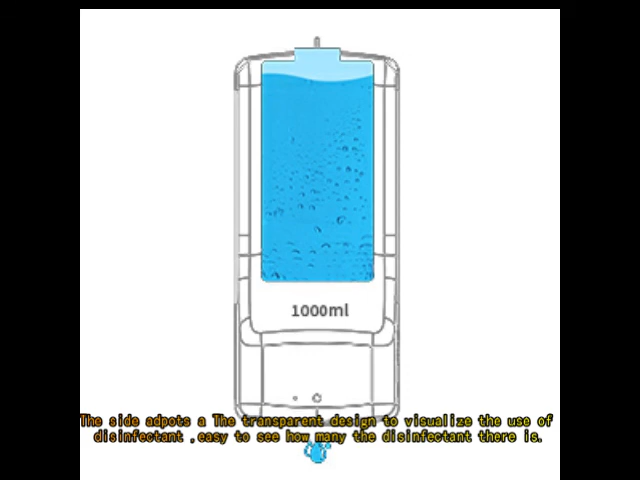 1000ml
The side adpots a The transparent design to visualize the use of
disinfectant ,easy to see how many the disinfectant there is.